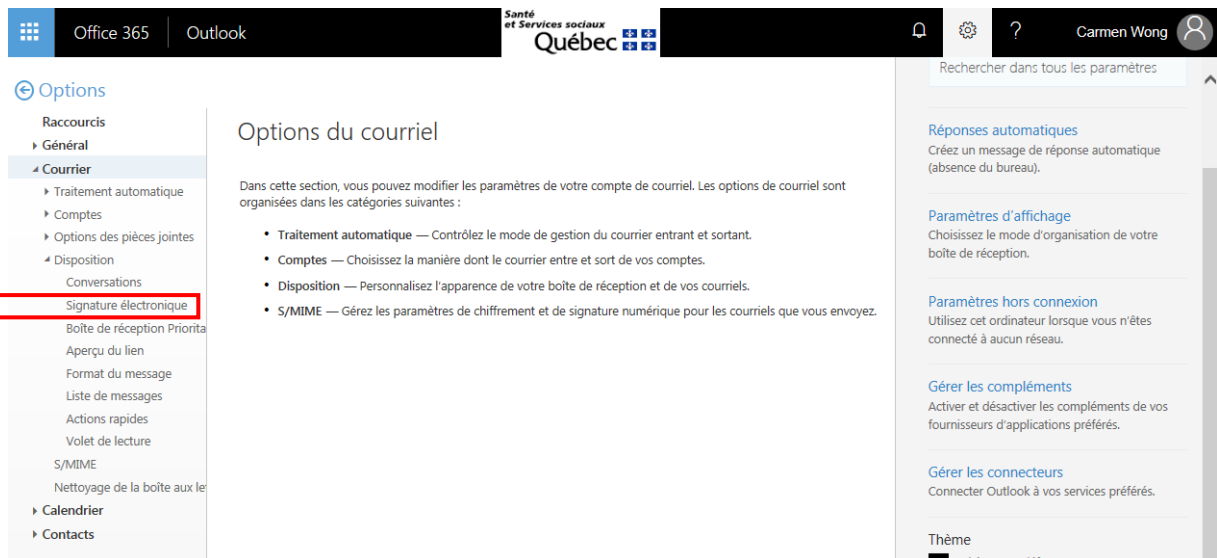 Office 365
Outlook
Santé
et Services sociaux
Québec
?
Carmen Wong
Options
Raccourcis
Général
Courrier
Traitement automatique
Comptes
Options des pièces jointes
Disposition
Conversations
Signature électronique
Boîte de réception Priorita
Aperçu du lien
Format du message
Liste de messages
Actions rapides
Volet de lecture
S/MIME
Nettoyage de la boîte aux le
Calendrier
Contacts
Options du courriel
Dans cette section, vous pouvez modifier les paramètres de votre compte de courriel. Les options de courriel sont
organisées dans les catégories suivantes :
• Traitement automatique — Contrôlez le mode de gestion du courrier entrant et sortant.
• Comptes — Choisissez la manière dont le courrier entre et sort de vos comptes.
• Disposition — Personnalisez l'apparence de votre boîte de réception et de vos courriels.
• S/MIME — Gérez les paramètres de chiffrement et de signature numérique pour les courriels que vous envoyez.
Rechercher dans tous les paramètres
Réponses automatiques
Créez un message de réponse automatique
(absence du bureau).
Paramètres d'affichage
Choisissez le mode d'organisation de votre
boîte de réception.
Paramètres hors connexion
Utilisez cet ordinateur lorsque vous n'êtes
connecté à aucun réseau.
Gérer les compléments
Activer et désactiver les compléments de vos
fournisseurs d'applications préférés.
Gérer les connecteurs
Connecter Outlook à vos services préférés.
Thème